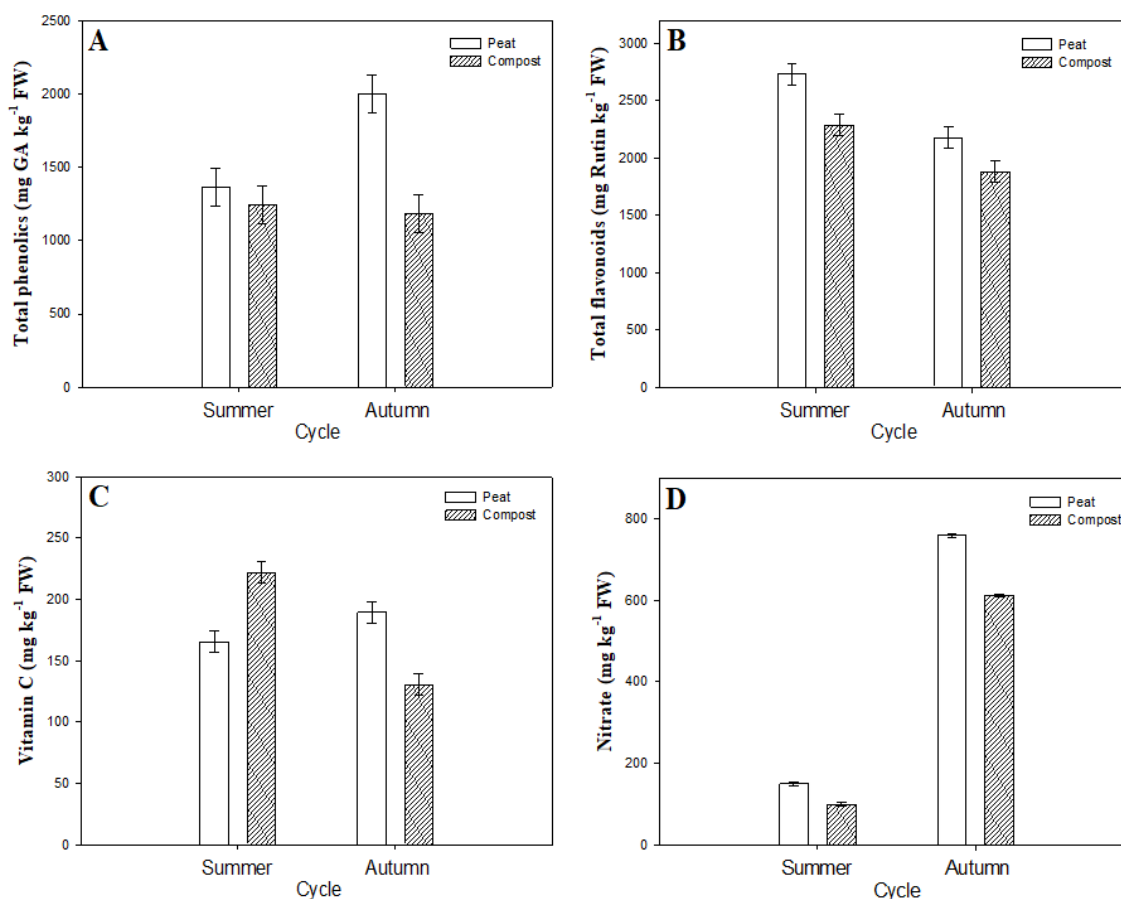 A
Peat
Compost
Total phenolics (mg GA kg⁻¹ FW)
2500
2000
1500
1000
500
0
Summer Autumn
Cycle
B
Peat
Compost
Total flavonoids (mg Rutin kg⁻¹ FW)
3000
2500
2000
1500
1000
500
0
Summer Autumn
Cycle
C
Peat
Compost
Vitamin C (mg kg⁻¹ FW)
300
250
200
150
100
50
0
Summer Autumn
Cycle
D
Peat
Compost
Nitrate (mg kg⁻¹ FW)
800
600
400
200
0
Summer Autumn
Cycle